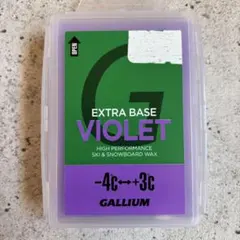 OPEN
EXTRA BASE
VIOLET
HIGH PERFORMANCE
SKI & SNOWBOARD WAX
-4c↔+3c
GALLIUM